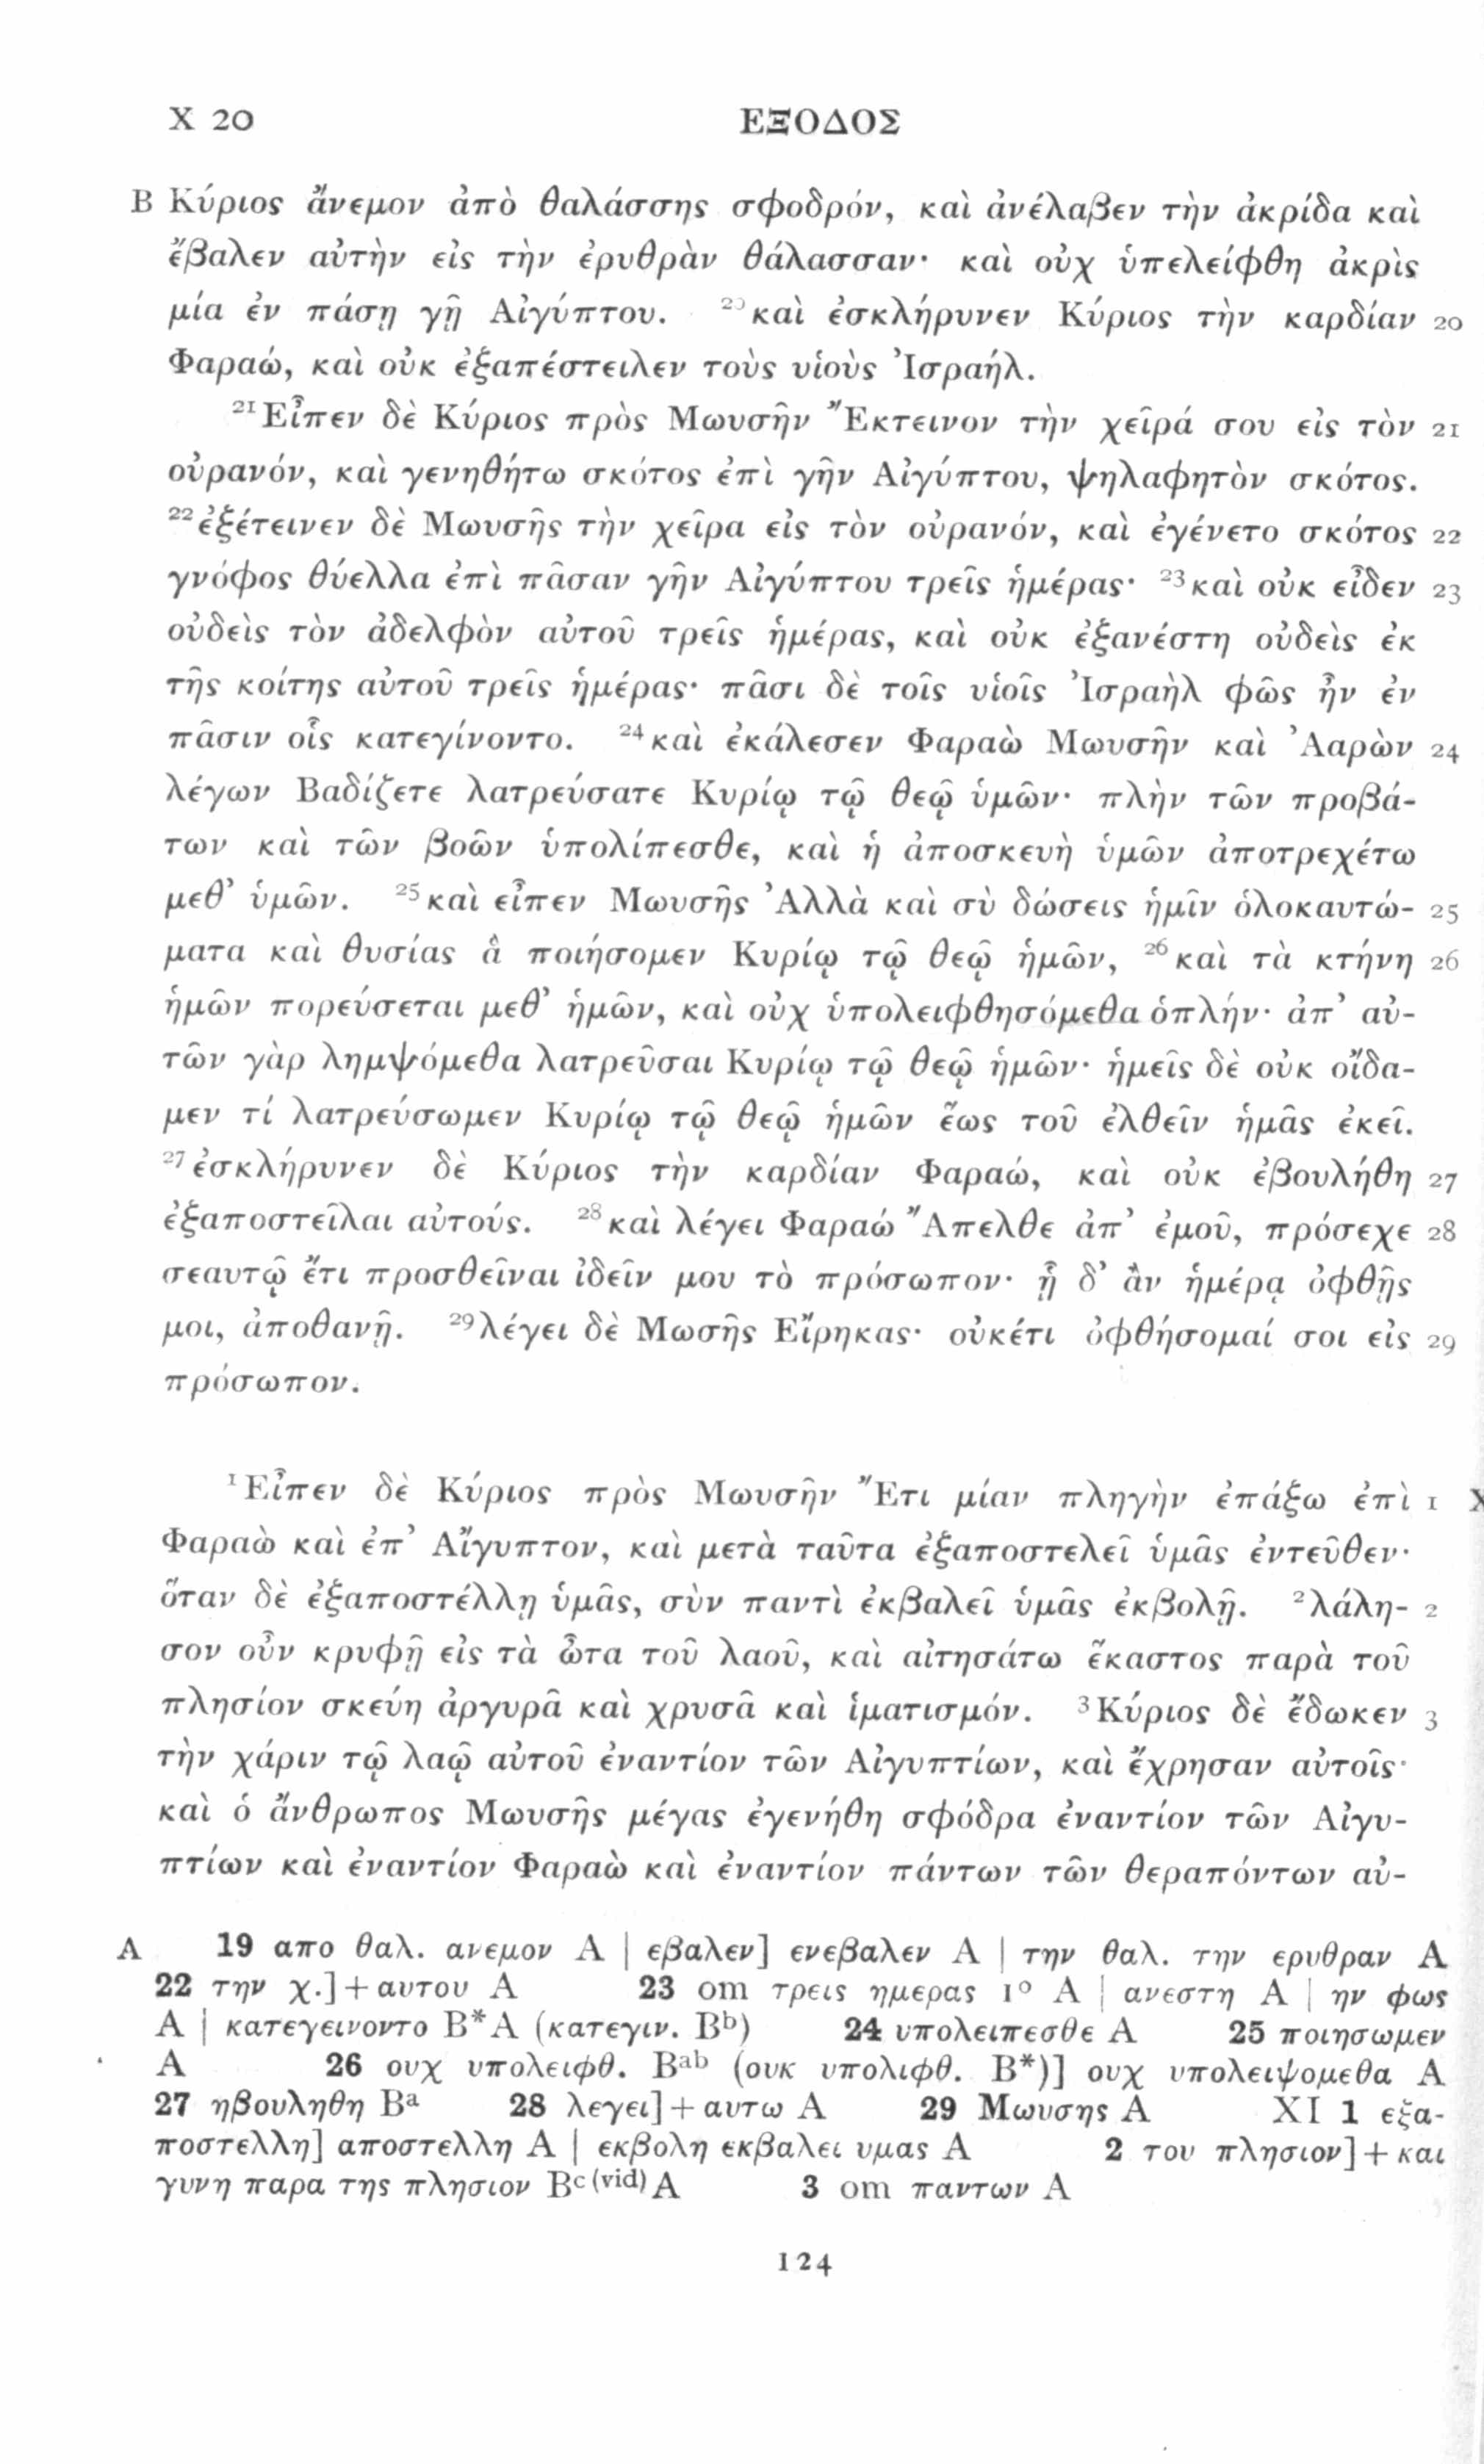 X 20 ΕΞΟΔΟΣ
B Κύριος ἄνεμον ἀπὸ θαλάσσης σφοδρόν, καὶ ἀνέλαβεν τὴν ἀκρίδα καὶ
ἔβαλεν αὐτὴν εἰς τὴν ἐρυθρὰν θάλασσαν· καὶ οὐχ ὑπελείφθη ἀκρὶς
μία ἐν πάσῃ γῇ Αἰγύπτου. ²⁰καὶ ἐσκλήρυνεν Κύριος τὴν καρδίαν 20
Φαραώ, καὶ οὐκ ἐξαπέστειλεν τοὺς υἱοὺς Ἰσραήλ.
²¹Εἶπεν δὲ Κύριος πρὸς Μωυσῆν Ἔκτεινον τὴν χεῖρά σου εἰς τὸν 21
οὐρανόν, καὶ γενηθήτω σκότος ἐπὶ γῆν Αἰγύπτου, ψηλαφητὸν σκότος.
²²ἐξέτεινεν δὲ Μωυσῆς τὴν χεῖρα εἰς τὸν οὐρανόν, καὶ ἐγένετο σκότος 22
γνόφος θύελλα ἐπὶ πᾶσαν γῆν Αἰγύπτου τρεῖς ἡμέρας· ²³καὶ οὐκ εἶδεν 23
οὐδεὶς τὸν ἀδελφὸν αὐτοῦ τρεῖς ἡμέρας, καὶ οὐκ ἐξανέστη οὐδεὶς ἐκ
τῆς κοίτης αὐτοῦ τρεῖς ἡμέρας· πᾶσι δὲ τοῖς υἱοῖς Ἰσραὴλ φῶς ἦν ἐν
πᾶσιν οἷς κατεγίνοντο. ²⁴καὶ ἐκάλεσεν Φαραὼ Μωυσῆν καὶ Ἀαρὼν 24
λέγων Βαδίζετε λατρεύσατε Κυρίῳ τῷ θεῷ ὑμῶν· πλὴν τῶν προβά-
των καὶ τῶν βοῶν ὑπολίπεσθε, καὶ ἡ ἀποσκευὴ ὑμῶν ἀποτρεχέτω
μεθ’ ὑμῶν. ²⁵καὶ εἶπεν Μωυσῆς Ἀλλὰ καὶ σὺ δώσεις ἡμῖν ὁλοκαυτώ- 25
ματα καὶ θυσίας ἃ ποιήσομεν Κυρίῳ τῷ θεῷ ἡμῶν, ²⁶καὶ τὰ κτήνη 26
ἡμῶν πορεύσεται μεθ’ ἡμῶν, καὶ οὐχ ὑπολειφθησόμεθα ὁπλήν· ἀπ’ αὐ-
τῶν γὰρ λημψόμεθα λατρεῦσαι Κυρίῳ τῷ θεῷ ἡμῶν· ἡμεῖς δὲ οὐκ οἴδα-
μεν τί λατρεύσωμεν Κυρίῳ τῷ θεῷ ἡμῶν ἕως τοῦ ἐλθεῖν ἡμᾶς ἐκεῖ.
²⁷ἐσκλήρυνεν δὲ Κύριος τὴν καρδίαν Φαραώ, καὶ οὐκ ἐβουλήθη 27
ἐξαποστεῖλαι αὐτούς. ²⁸καὶ λέγει Φαραώ Ἄπελθε ἀπ’ ἐμοῦ, πρόσεχε 28
σεαυτῷ ἔτι προσθεῖναι ἰδεῖν μου τὸ πρόσωπον· ᾗ δ’ ἂν ἡμέρᾳ ὀφθῇς
μοι, ἀποθανῇ. ²⁹λέγει δὲ Μωσῆς Εἴρηκας· οὐκέτι ὀφθήσομαί σοι εἰς 29
πρόσωπον.
¹Εἶπεν δὲ Κύριος πρὸς Μωυσῆν Ἔτι μίαν πληγὴν ἐπάξω ἐπὶ 1
Φαραὼ καὶ ἐπ’ Αἴγυπτον, καὶ μετὰ ταῦτα ἐξαποστελεῖ ὑμᾶς ἐντεῦθεν·
ὅταν δὲ ἐξαποστέλλῃ ὑμᾶς, σὺν παντὶ ἐκβαλεῖ ὑμᾶς ἐκβολῇ. ²λάλη- 2
σον οὖν κρυφῇ εἰς τὰ ὦτα τοῦ λαοῦ, καὶ αἰτησάτω ἕκαστος παρὰ τοῦ
πλησίον σκεύη ἀργυρᾶ καὶ χρυσᾶ καὶ ἱματισμόν. ³Κύριος δὲ ἔδωκεν 3
τὴν χάριν τῷ λαῷ αὐτοῦ ἐναντίον τῶν Αἰγυπτίων, καὶ ἔχρησαν αὐτοῖς·
καὶ ὁ ἄνθρωπος Μωυσῆς μέγας ἐγενήθη σφόδρα ἐναντίον τῶν Αἰγυ-
πτίων καὶ ἐναντίον Φαραὼ καὶ ἐναντίον πάντων τῶν θεραπόντων αὐ-
A 19 απο θαλ. ανεμον A | εβαλεν] ενεβαλεν A | την θαλ. την ερυθραν A
22 την χ.]+αυτου A 23 om τρεις ημερας 1° A | ανεστη A | ην φως
A | κατεγεινοντο B*A (κατεγιν. Bᵇ) 24 υπολειπεσθε A 25 ποιησωμεν
A 26 ουχ υπολειφθ. Bᵃᵇ (ουκ υπολιφθ. B*)] ουχ υπολειψομεθα A
27 ηβουληθη Bᵃ 28 λεγει]+αυτω A 29 Μωυσης A XI 1 εξα-
ποστελλη] αποστελλη A | εκβολη εκβαλει υμας A 2 του πλησιον]+και
γυνη παρα της πλησιον Bᶜ⁽ᵛⁱᵈ⁾A 3 om παντων A
124